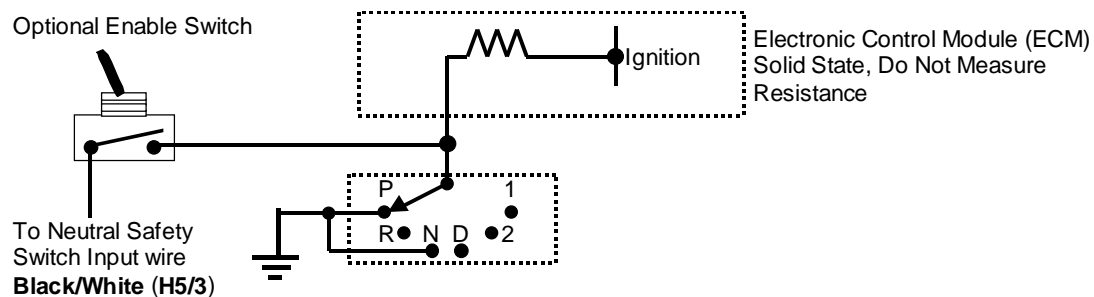 Optional Enable Switch
Ignition
Electronic Control Module (ECM)
Solid State, Do Not Measure
Resistance
P 1
R N D 2
To Neutral Safety
Switch Input wire
Black/White (H5/3)